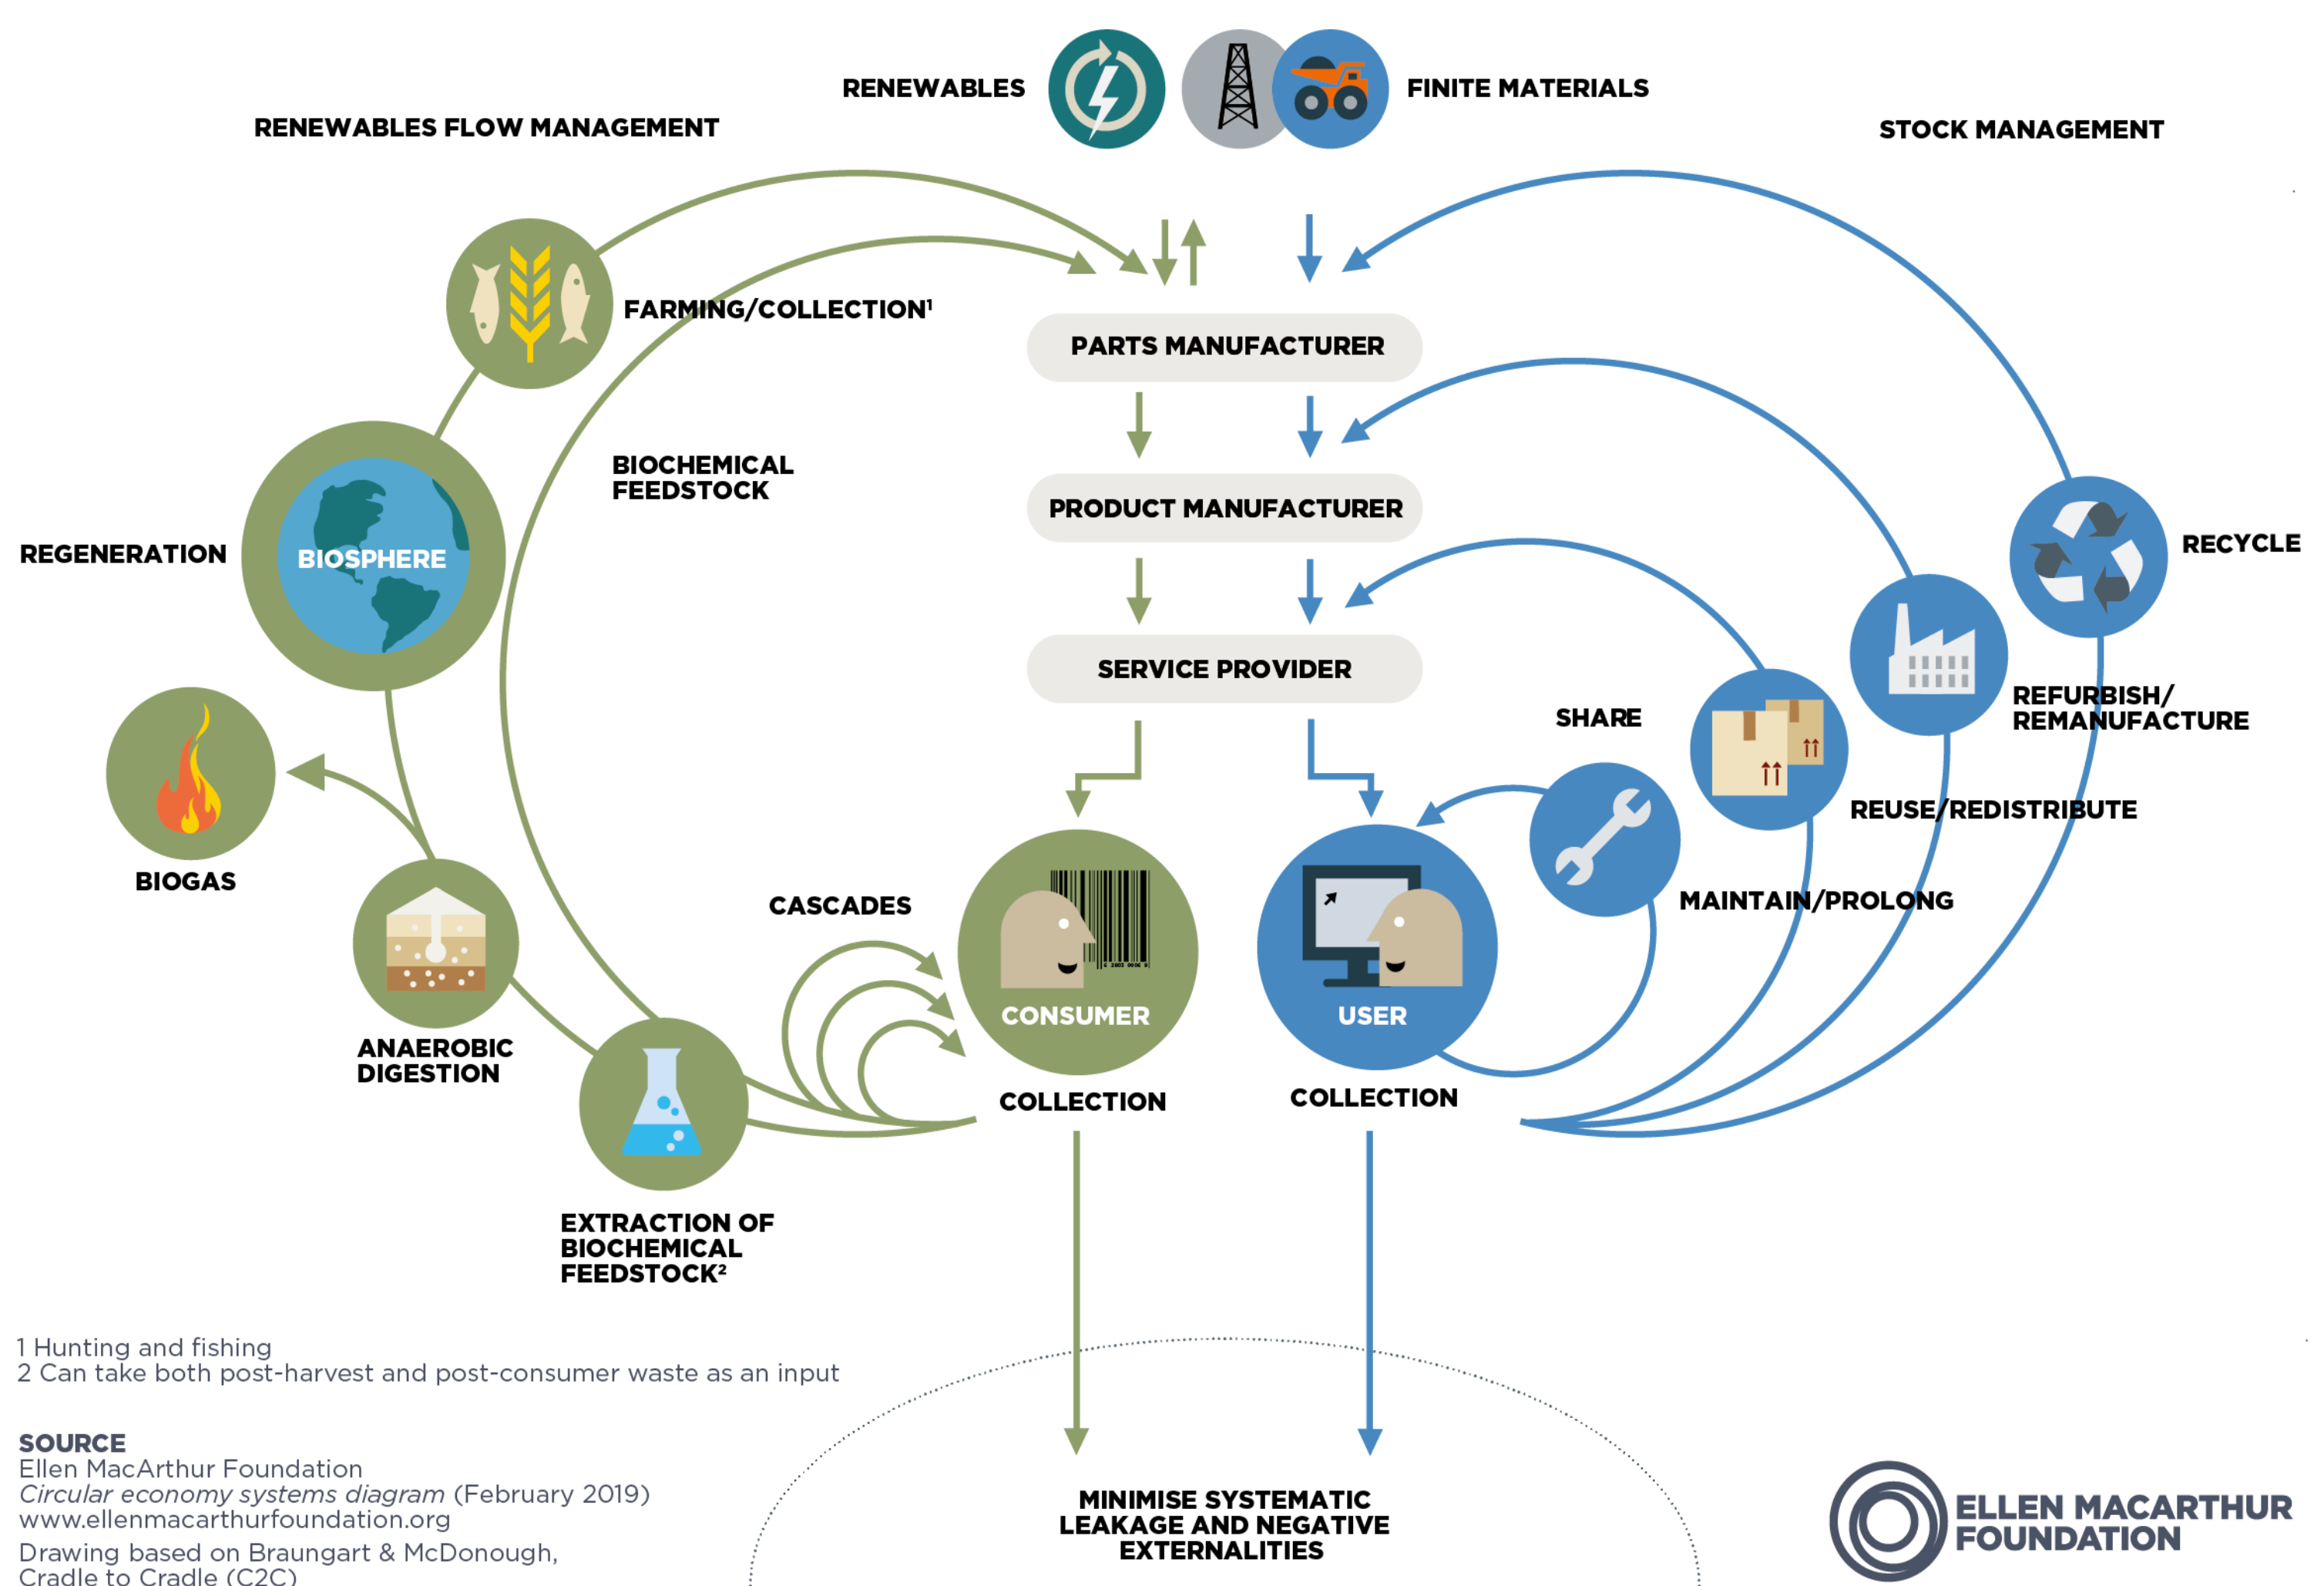 RENEWABLES
FINITE MATERIALS
RENEWABLES FLOW MANAGEMENT
STOCK MANAGEMENT
FARMING/COLLECTION¹
PARTS MANUFACTURER
BIOCHEMICAL
FEEDSTOCK
PRODUCT MANUFACTURER
REGENERATION
BIOSPHERE
RECYCLE
SERVICE PROVIDER
SHARE
REFURBISH/
REMANUFACTURE
REUSE/REDISTRIBUTE
BIOGAS
CASCADES
MAINTAIN/PROLONG
CONSUMER
USER
ANAEROBIC
DIGESTION
COLLECTION
COLLECTION
EXTRACTION OF
BIOCHEMICAL
FEEDSTOCK²
1 Hunting and fishing
2 Can take both post-harvest and post-consumer waste as an input
SOURCE
Ellen MacArthur Foundation
Circular economy systems diagram (February 2019)
www.ellenmacarthurfoundation.org
Drawing based on Braungart & McDonough,
Cradle to Cradle (C2C)
MINIMISE SYSTEMATIC
LEAKAGE AND NEGATIVE
EXTERNALITIES
ELLEN MACARTHUR
FOUNDATION